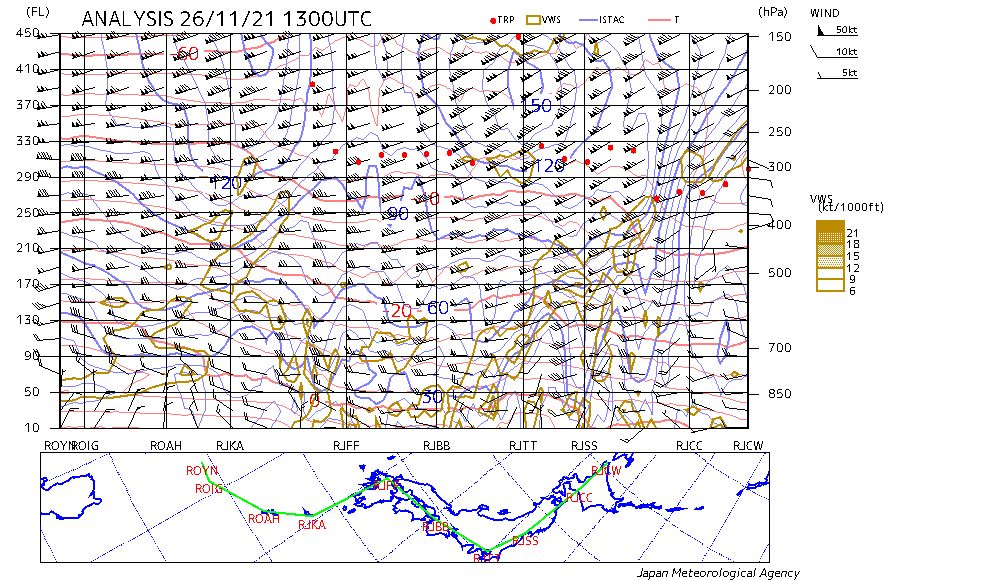 (FL)
ANALYSIS 26/11/21 1300UTC
TRP VWS ISTAC T
(hPa)
WIND
50kt
10kt
5kt
450
410
370
330
290
250
210
170
130
90
50
10
150
200
250
300
400
500
700
850
-60
50
120
120
90
-20
60
30
0
VWS
(kt/1000ft)
21
18
15
12
9
6
ROYN ROIG ROAH RJKA RJFF RJBB RJTT RJSS RJCC RJCW
ROYN
ROIG
ROAH
RJKA
RJBB
RJSS
RJCC
RJCW
Japan Meteorological Agency